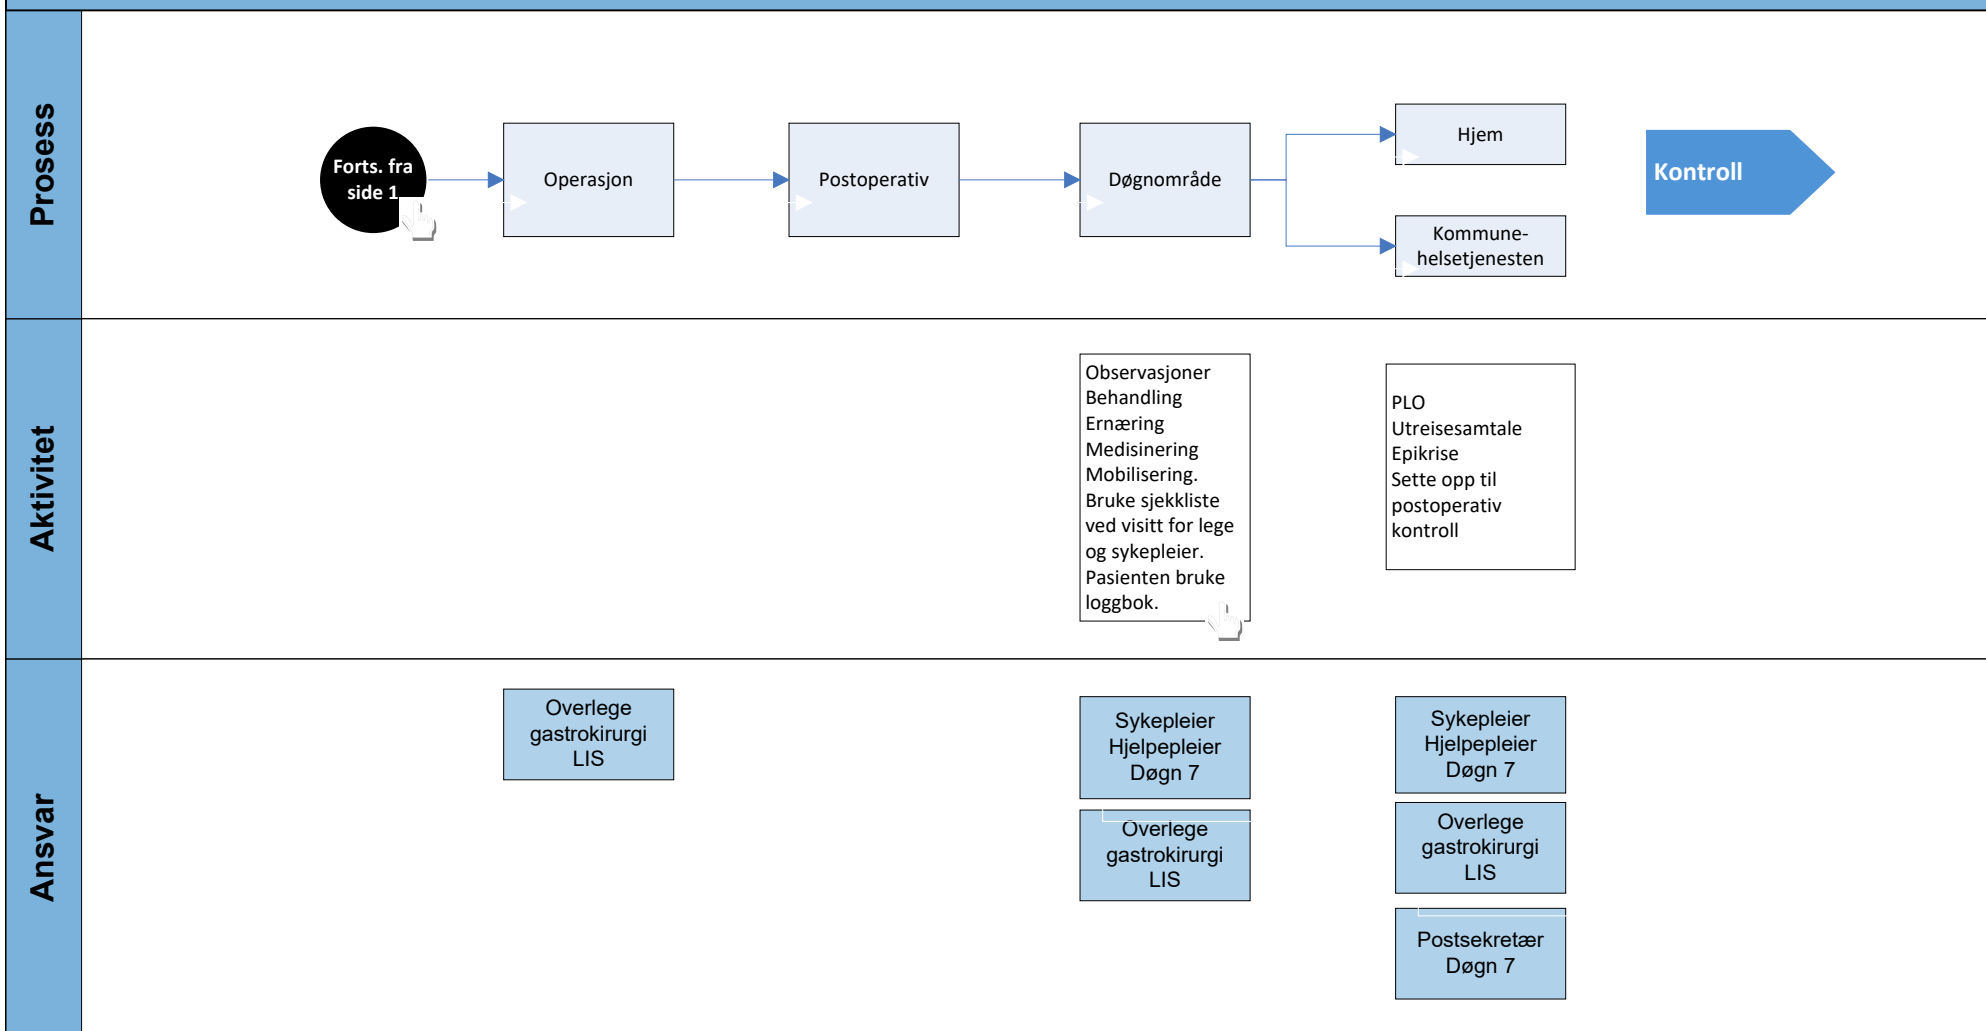 Prosess
Forts. fra
side 1
Operasjon
Postoperativ
Døgnområde
Hjem
Kommune-
helsetjenesten
Kontroll
Aktivitet
Observasjoner
Behandling
Ernæring
Medisinering
Mobilisering.
Bruke sjekkliste
ved visitt for lege
og sykepleier.
Pasienten bruke
loggbok.
PLO
Utreisesamtale
Epikrise
Sette opp til
postoperativ
kontroll
Ansvar
Overlege
gastrokirurgi
LIS
Sykepleier
Hjelpepleier
Døgn 7
Overlege
gastrokirurgi
LIS
Sykepleier
Hjelpepleier
Døgn 7
Overlege
gastrokirurgi
LIS
Postsekretær
Døgn 7